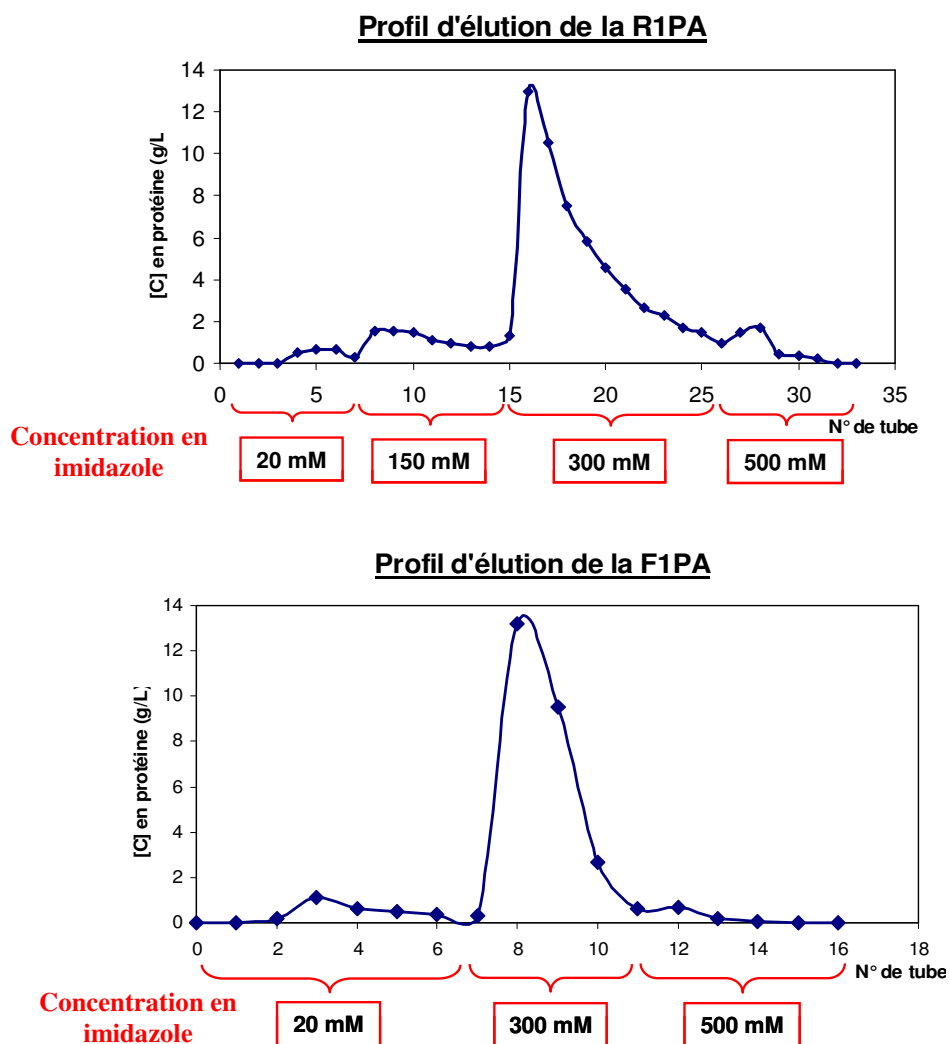 Profil d'élution de la R1PA
[C] en protéine (g/L
14
12
10
8
6
4
2
0
0 5 10 15 20 25 30 35
N° de tube
Concentration en
imidazole
20 mM 150 mM 300 mM 500 mM
Profil d'élution de la F1PA
[C] en protéine (g/L)
14
12
10
8
6
4
2
0
0 2 4 6 8 10 12 14 16 18
N° de tube
Concentration en
imidazole
20 mM 300 mM 500 mM